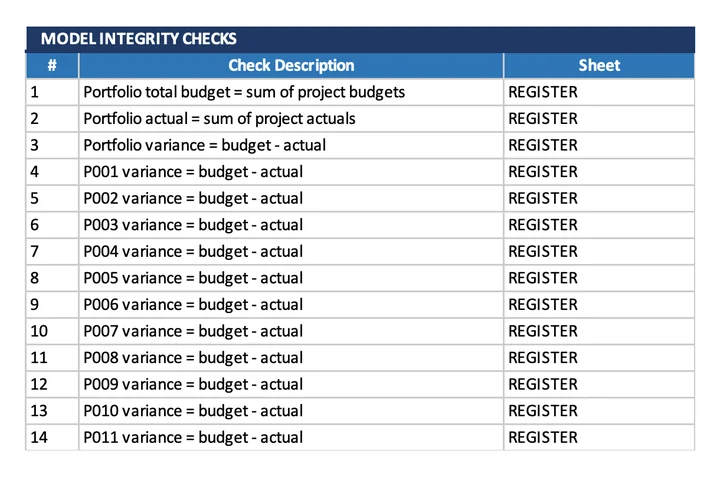 MODEL INTEGRITY CHECKS
# Check Description Sheet
1 Portfolio total budget = sum of project budgets REGISTER
2 Portfolio actual = sum of project actuals REGISTER
3 Portfolio variance = budget - actual REGISTER
4 P001 variance = budget - actual REGISTER
5 P002 variance = budget - actual REGISTER
6 P003 variance = budget - actual REGISTER
7 P004 variance = budget - actual REGISTER
8 P005 variance = budget - actual REGISTER
9 P006 variance = budget - actual REGISTER
10 P007 variance = budget - actual REGISTER
11 P008 variance = budget - actual REGISTER
12 P009 variance = budget - actual REGISTER
13 P010 variance = budget - actual REGISTER
14 P011 variance = budget - actual REGISTER